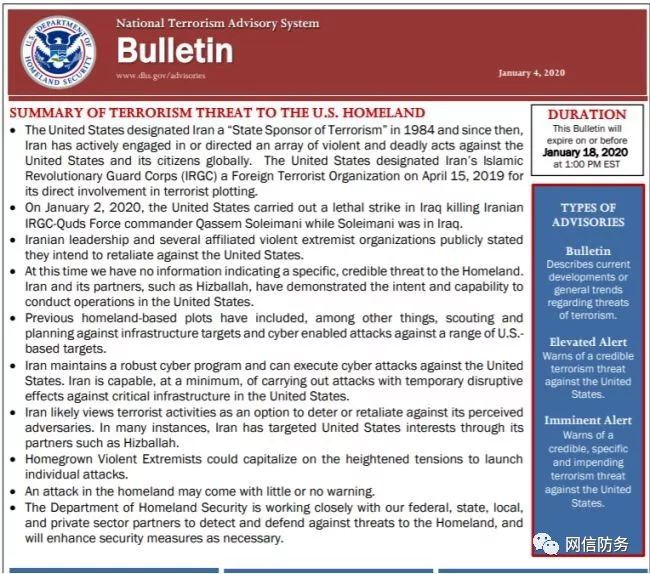 National Terrorism Advisory System
Bulletin
www.dhs.gov/advisories
January 4, 2020
SUMMARY OF TERRORISM THREAT TO THE U.S. HOMELAND
• The United States designated Iran a “State Sponsor of Terrorism” in 1984 and since then,
Iran has actively engaged in or directed an array of violent and deadly acts against the
United States and its citizens globally. The United States designated Iran’s Islamic
Revolutionary Guard Corps (IRGC) a Foreign Terrorist Organization on April 15, 2019 for
its direct involvement in terrorist plotting.
• On January 2, 2020, the United States carried out a lethal strike in Iraq killing Iranian
IRGC-Quds Force commander Qassem Soleimani while Soleimani was in Iraq.
• Iranian leadership and several affiliated violent extremist organizations publicly stated
they intend to retaliate against the United States.
• At this time we have no information indicating a specific, credible threat to the Homeland.
Iran and its partners, such as Hizballah, have demonstrated the intent and capability to
conduct operations in the United States.
• Previous homeland-based plots have included, among other things, scouting and
planning against infrastructure targets and cyber enabled attacks against a range of U.S.-
based targets.
• Iran maintains a robust cyber program and can execute cyber attacks against the United
States. Iran is capable, at a minimum, of carrying out attacks with temporary disruptive
effects against critical infrastructure in the United States.
• Iran likely views terrorist activities as an option to deter or retaliate against its perceived
adversaries. In many instances, Iran has targeted United States interests through its
partners such as Hizballah.
• Homegrown Violent Extremists could capitalize on the heightened tensions to launch
individual attacks.
• An attack in the homeland may come with little or no warning.
• The Department of Homeland Security is working closely with our federal, state, local,
and private sector partners to detect and defend against threats to the Homeland, and
will enhance security measures as necessary.
DURATION
This Bulletin will
expire on or before
January 18, 2020
at 1:00 PM EST
TYPES OF
ADVISORIES
Bulletin
Describes current
developments or
general trends
regarding threats
of terrorism.
Elevated Alert
Warns of a credible
terrorism threat
against the United
States.
Imminent Alert
Warns of a
credible, specific
and impending
terrorism threat
against the United
States.
网信防务
U.S. DEPARTMENT OF
HOMELAND SECURITY